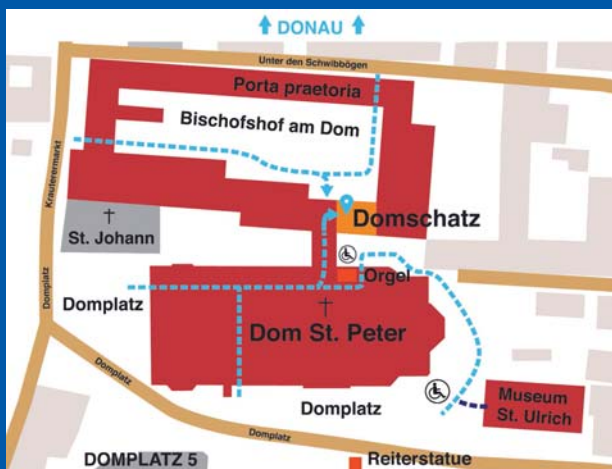 DONAU
Unter den Schwibbögen
Porta praetoria
Bischofshof am Dom
Krauterermarkt
Domschatz
St. Johann
Orgel
Domplatz
Domplatz
Dom St. Peter
Domplatz
Domplatz
Museum
St. Ulrich
Domplatz
DOMPLATZ 5
Reiterstatue